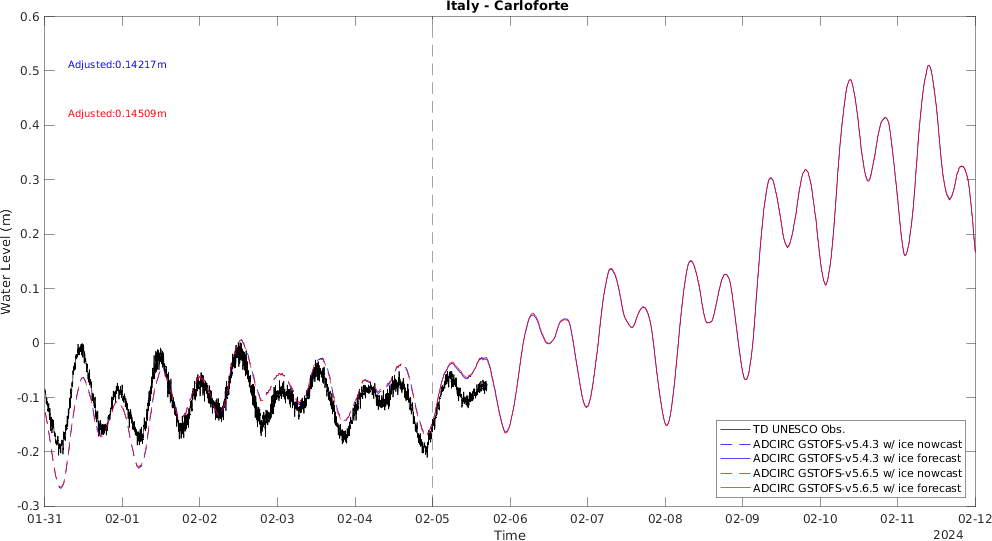 Italy - Carloforte
0.6
0.5
0.4
0.3
0.2
0.1
0
-0.1
-0.2
-0.3
Water Level (m)
Adjusted:0.14217m
Adjusted:0.14509m
TD UNESCO Obs.
ADCIRC GSTOFS-v5.4.3 w/ ice nowcast
ADCIRC GSTOFS-v5.4.3 w/ ice forecast
ADCIRC GSTOFS-v5.6.5 w/ ice nowcast
ADCIRC GSTOFS-v5.6.5 w/ ice forecast
01-31 02-01 02-02 02-03 02-04 02-05 02-06 02-07 02-08 02-09 02-10 02-11 02-12
Time
2024